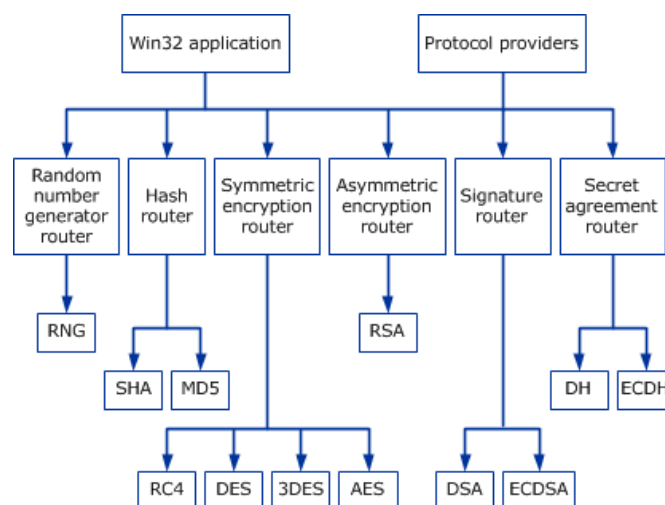 Win32 application
Protocol providers
Random
number
generator
router
Hash
router
Symmetric
encryption
router
Asymmetric
encryption
router
Signature
router
Secret
agreement
router
RNG
RSA
SHA
MD5
DH
ECDH
RC4
DES
3DES
AES
DSA
ECDSA